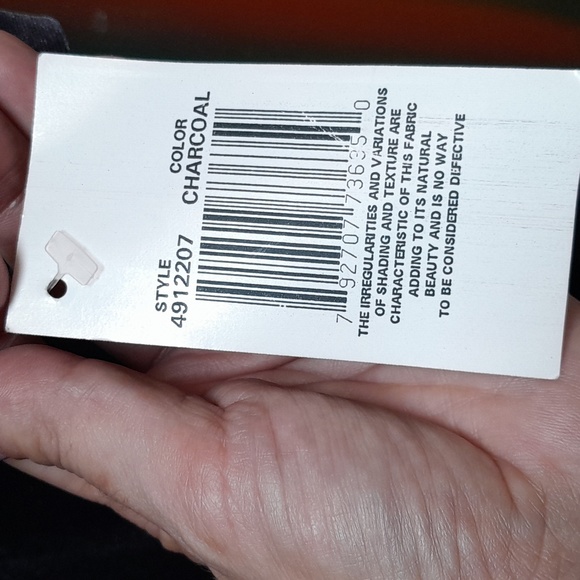 STYLE COLOR
4912207 CHARCOAL
7 92707 73635 0
THE IRREGULARITIES AND VARIATIONS
OF SHADING AND TEXTURE ARE
CHARACTERISTIC OF THIS FABRIC
ADDING TO ITS NATURAL
BEAUTY AND IS NO WAY
TO BE CONSIDERED DEFECTIVE